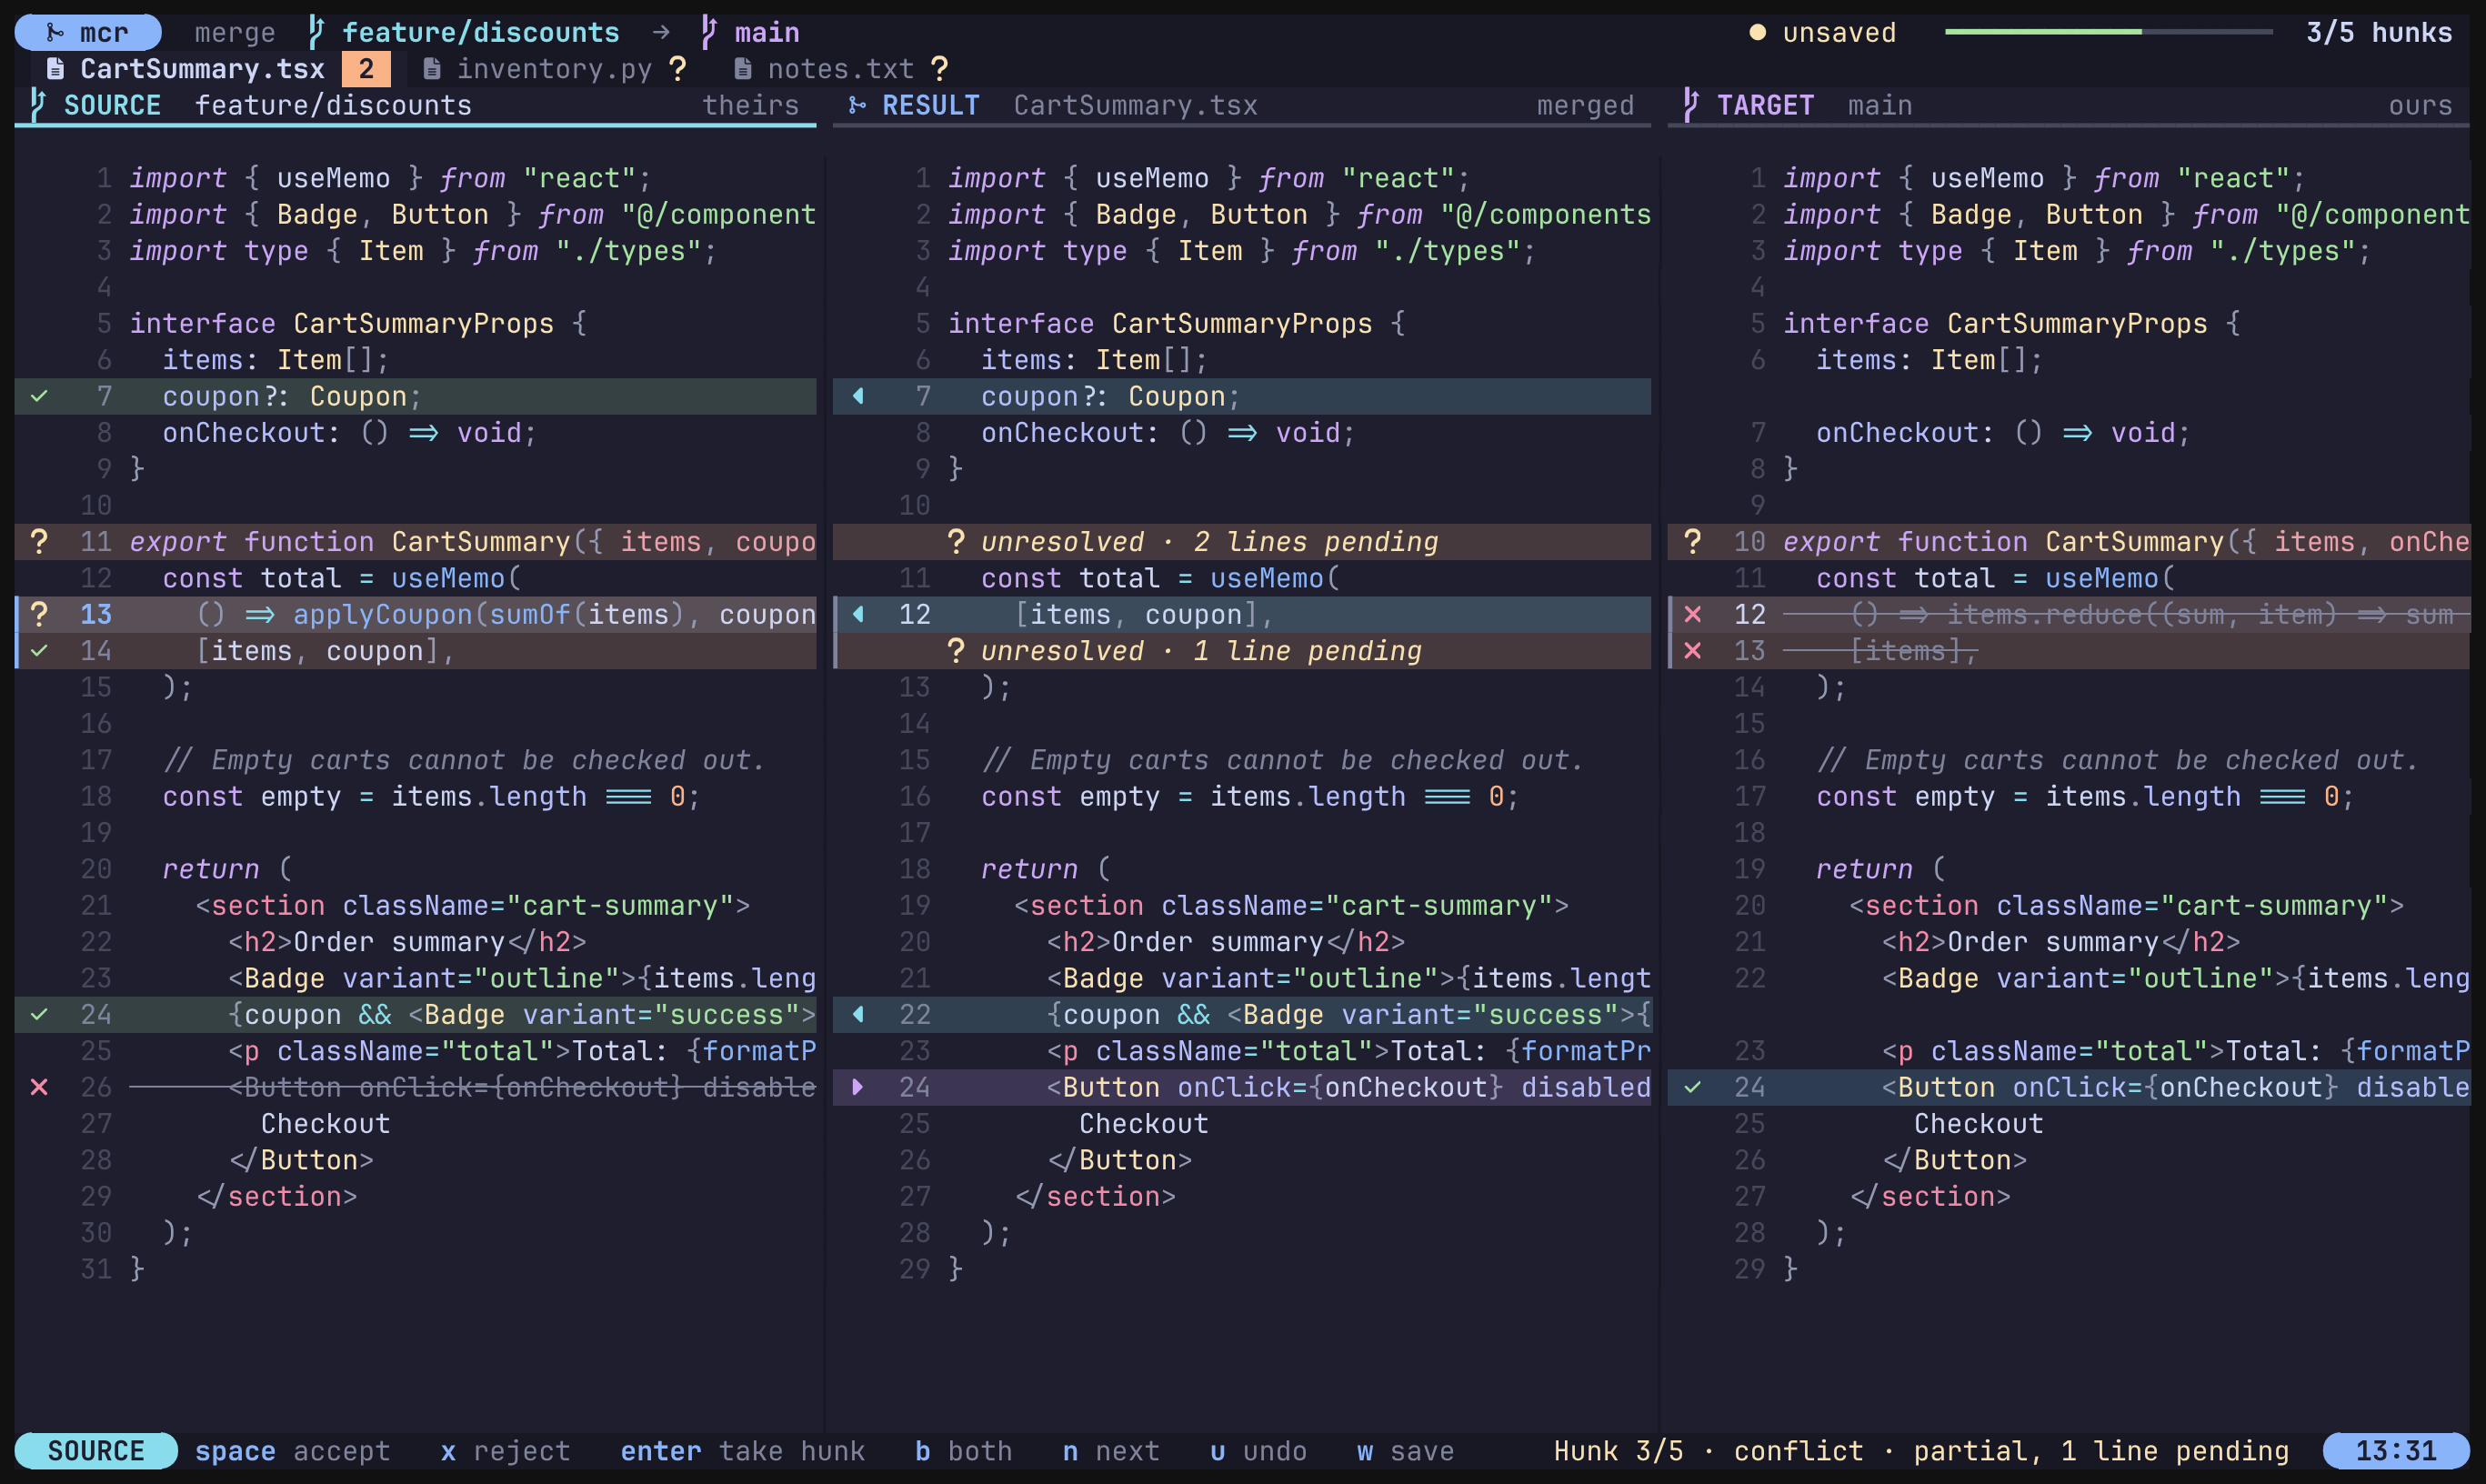 mcr merge feature/discounts → main ● unsaved 3/5 hunks
CartSummary.tsx 2 inventory.py ? notes.txt ?
SOURCE feature/discounts theirs
1 import { useMemo } from "react";
2 import { Badge, Button } from "@/component
3 import type { Item } from "./types";
4
5 interface CartSummaryProps {
6 items: Item[];
✓ 7 coupon?: Coupon;
8 onCheckout: () => void;
9 }
10
? 11 export function CartSummary({ items, coupo
12 const total = useMemo(
? 13 () => applyCoupon(sumOf(items), coupon
✓ 14 [items, coupon],
15 );
16
17 // Empty carts cannot be checked out.
18 const empty = items.length === 0;
19
20 return (
21 <section className="cart-summary">
22 <h2>Order summary</h2>
23 <Badge variant="outline">{items.leng
✓ 24 {coupon && <Badge variant="success">
25 <p className="total">Total: {formatP
✗ 26 <Button onClick={onCheckout} disable
27 Checkout
28 </Button>
29 </section>
30 );
31 }
RESULT CartSummary.tsx merged
1 import { useMemo } from "react";
2 import { Badge, Button } from "@/components
3 import type { Item } from "./types";
4
5 interface CartSummaryProps {
6 items: Item[];
7 coupon?: Coupon;
8 onCheckout: () => void;
9 }
10
? unresolved · 2 lines pending
11 const total = useMemo(
12 [items, coupon],
? unresolved · 1 line pending
13 );
14
15 // Empty carts cannot be checked out.
16 const empty = items.length === 0;
17
18 return (
19 <section className="cart-summary">
20 <h2>Order summary</h2>
21 <Badge variant="outline">{items.lengt
22 {coupon && <Badge variant="success">{
23 <p className="total">Total: {formatPr
24 <Button onClick={onCheckout} disabled
25 Checkout
26 </Button>
27 </section>
28 );
29 }
TARGET main ours
1 import { useMemo } from "react";
2 import { Badge, Button } from "@/component
3 import type { Item } from "./types";
4
5 interface CartSummaryProps {
6 items: Item[];
7 onCheckout: () => void;
8 }
9
? 10 export function CartSummary({ items, onChe
11 const total = useMemo(
✗ 12 () => items.reduce((sum, item) => sum
✗ 13 [items],
14 );
15
16 // Empty carts cannot be checked out.
17 const empty = items.length === 0;
18
19 return (
20 <section className="cart-summary">
21 <h2>Order summary</h2>
22 <Badge variant="outline">{items.leng
23 <p className="total">Total: {formatP
✓ 24 <Button onClick={onCheckout} disable
25 Checkout
26 </Button>
27 </section>
28 );
29 }
SOURCE space accept x reject enter take hunk b both n next u undo w save Hunk 3/5 · conflict · partial, 1 line pending 13:31